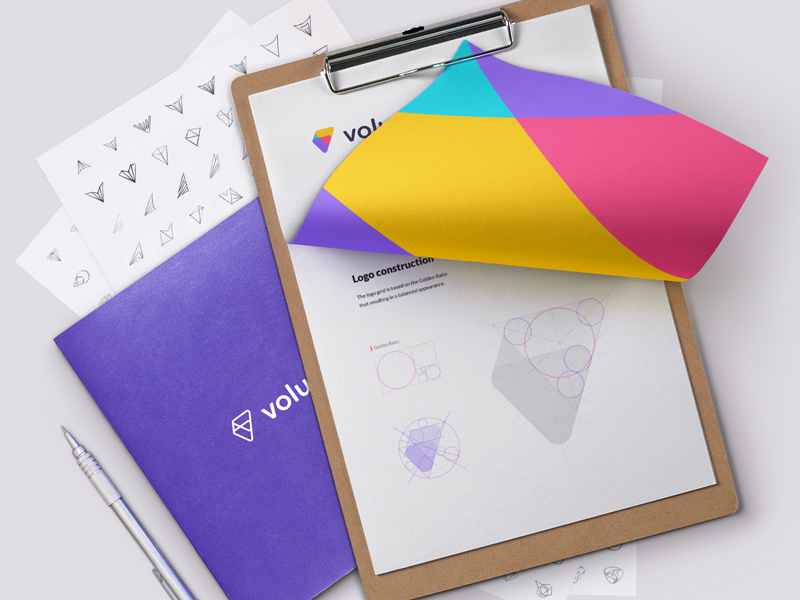 volu
Logo construction
The logo grid is based on the Golden Ratio
that resulting in a balanced appearance.
Golden Ratio
volu